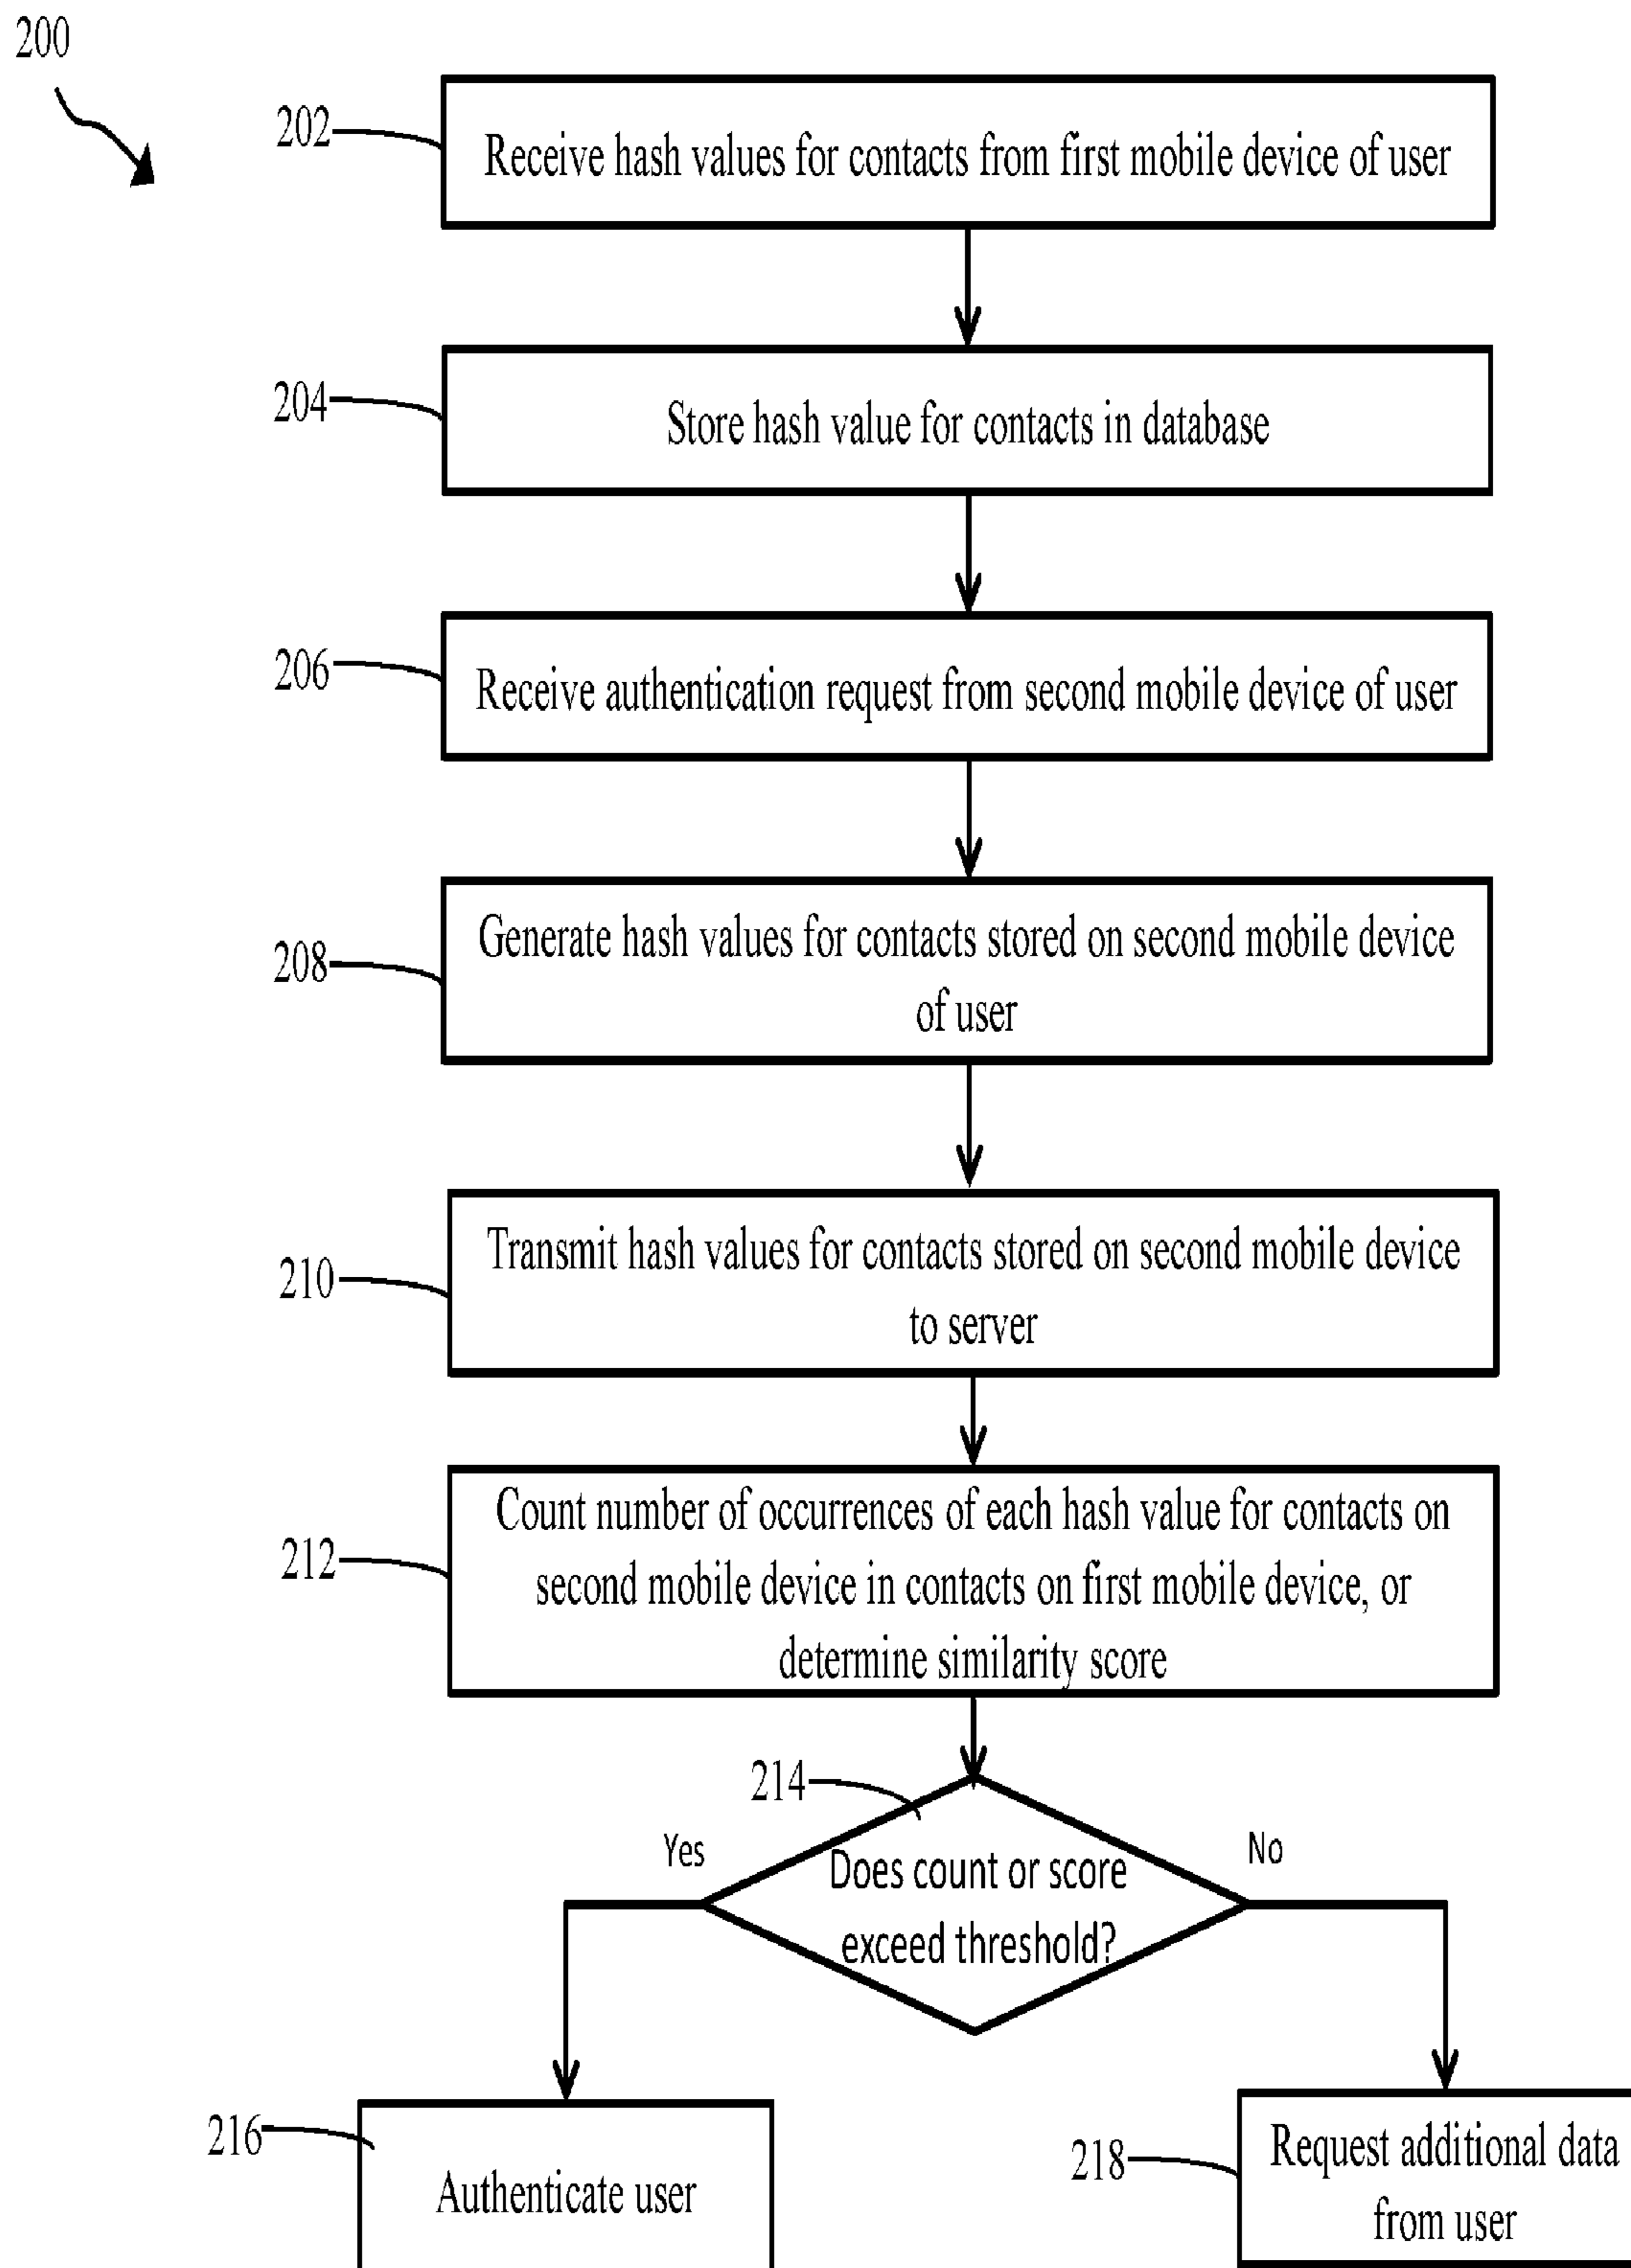 200
202
Receive hash values for contacts from first mobile device of user
204
Store hash value for contacts in database
206
Receive authentication request from second mobile device of user
208
Generate hash values for contacts stored on second mobile device
of user
210
Transmit hash values for contacts stored on second mobile device
to server
212
Count number of occurrences of each hash value for contacts on
second mobile device in contacts on first mobile device, or
determine similarity score
214
Yes
No
Does count or score
exceed threshold?
216
Authenticate user
218
Request additional data
from user